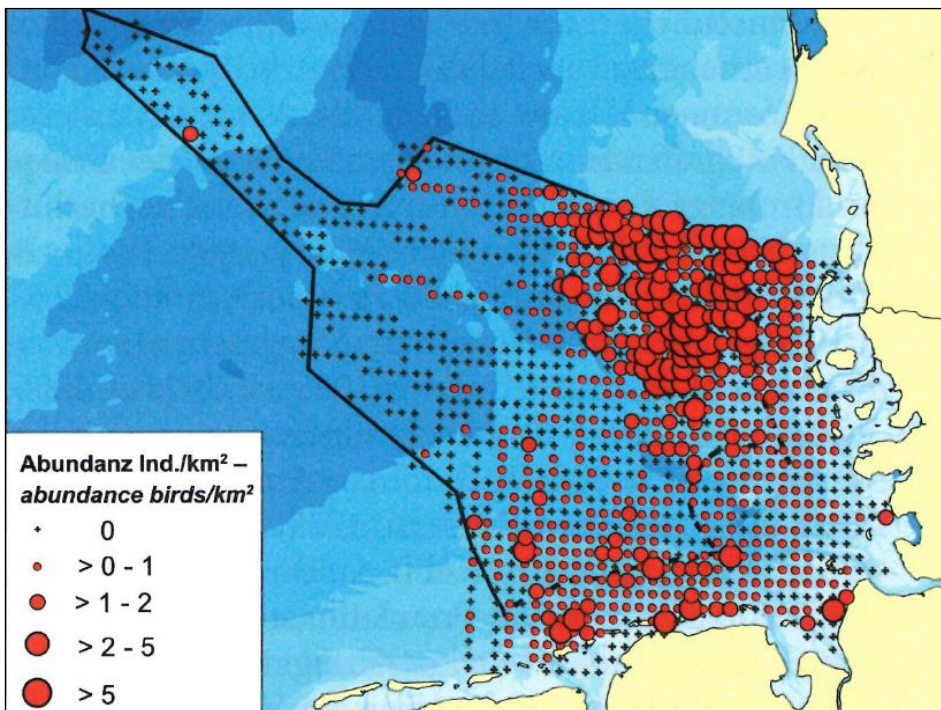 Abundanz Ind./km² –
abundance birds/km²
0
> 0 - 1
> 1 - 2
> 2 - 5
> 5